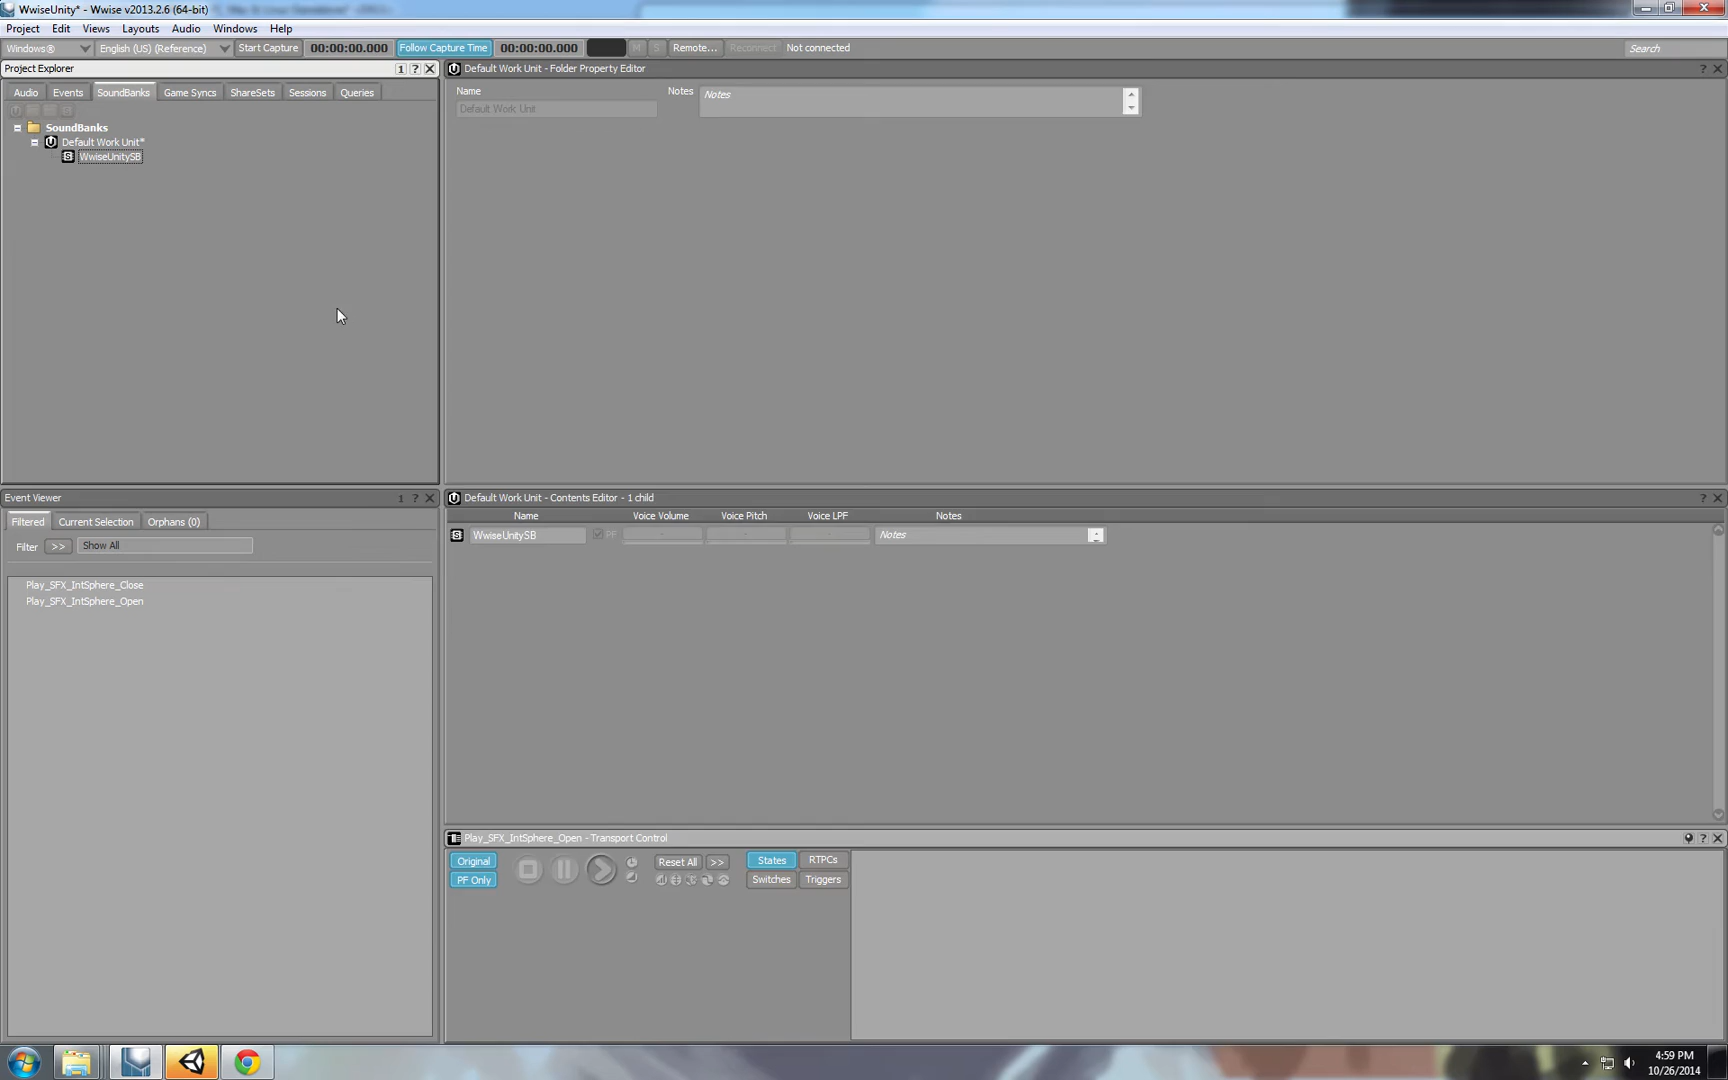 WwiseUnity* - Wwise v2013.2.6 (64-bit)
Project Edit Views Layouts Audio Windows Help
Windows® English (US) (Reference) Start Capture 00:00:00.000 Follow Capture Time 00:00:00.000 M S Remote... Reconnect Not connected Search
Project Explorer 1 ?
Audio Events SoundBanks Game Syncs ShareSets Sessions Queries
SoundBanks
Default Work Unit*
WwiseUnitySB
Default Work Unit - Folder Property Editor ?
Name Notes Notes
Default Work Unit
Event Viewer 1 ?
Filtered Current Selection Orphans (0)
Filter >> Show All
Play_SFX_IntSphere_Close
Play_SFX_IntSphere_Open
Default Work Unit - Contents Editor - 1 child ?
Name Voice Volume Voice Pitch Voice LPF Notes
WwiseUnitySB PF - - - Notes
Play_SFX_IntSphere_Open - Transport Control ?
Original Reset All >> States RTPCs
PF Only Switches Triggers
4:59 PM
10/26/2014